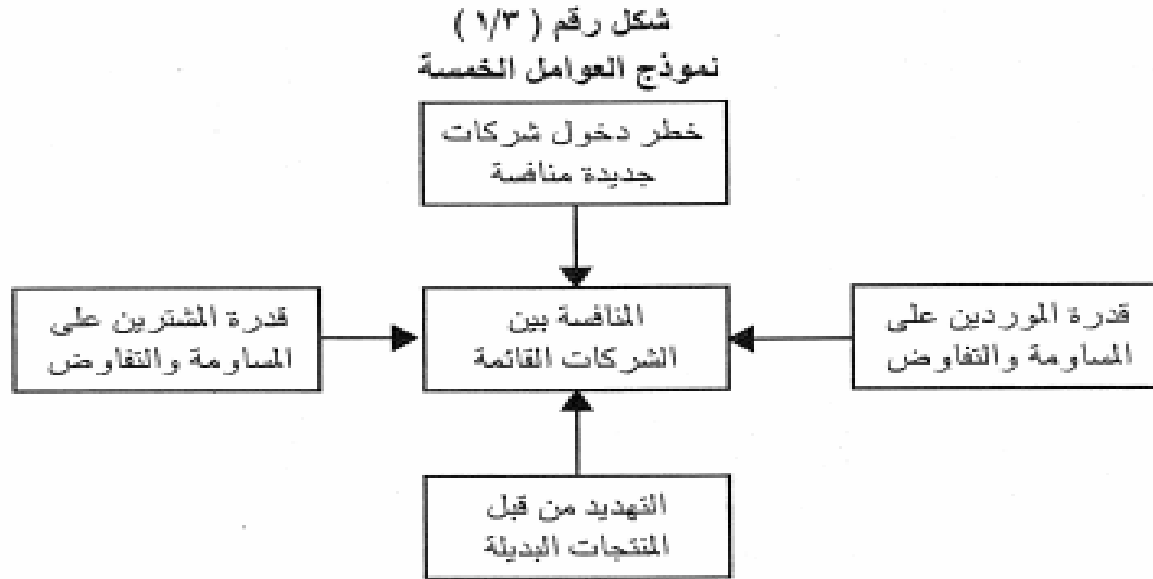 شكل رقم ( ١/٣ )
نموذج العوامل الخمسة
خطر دخول شركات
جديدة منافسة
قدرة الموردين على
المساومة والتفاوض
المنافسة بين
الشركات القائمة
قدرة المشترين على
المساومة والتفاوض
التهديد من قبل
المنتجات البديلة